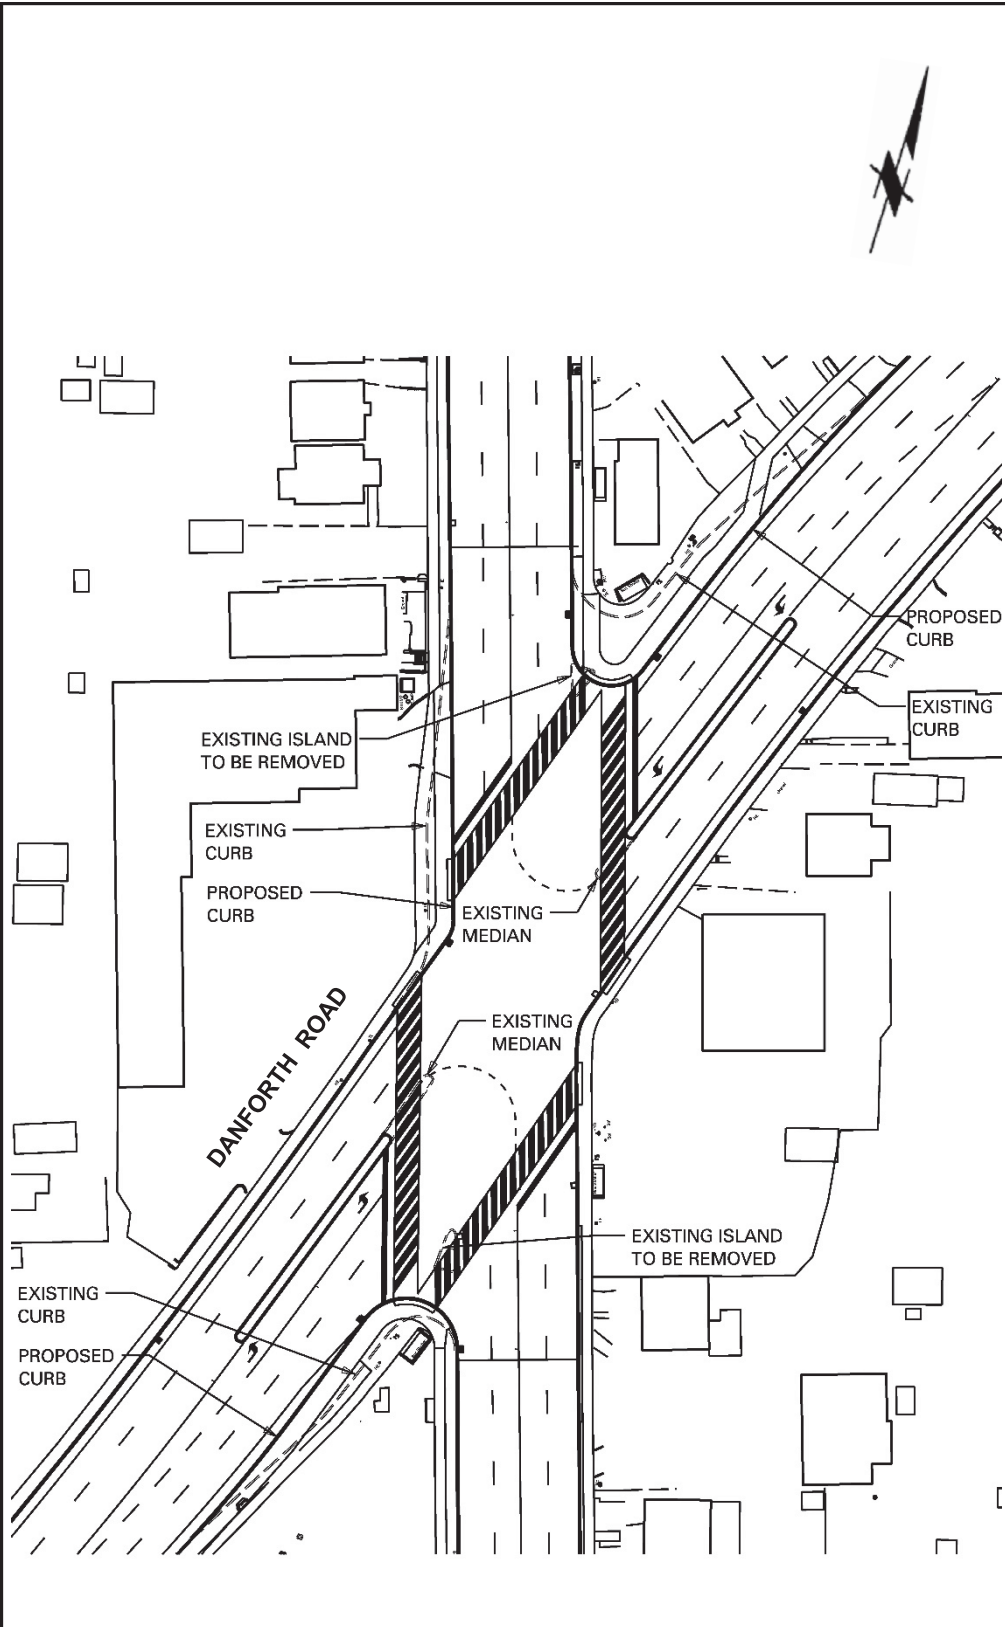 PROPOSED
CURB
EXISTING
CURB
EXISTING ISLAND
TO BE REMOVED
EXISTING
CURB
PROPOSED
CURB
EXISTING
MEDIAN
EXISTING
MEDIAN
DANFORTH ROAD
EXISTING ISLAND
TO BE REMOVED
EXISTING
CURB
PROPOSED
CURB